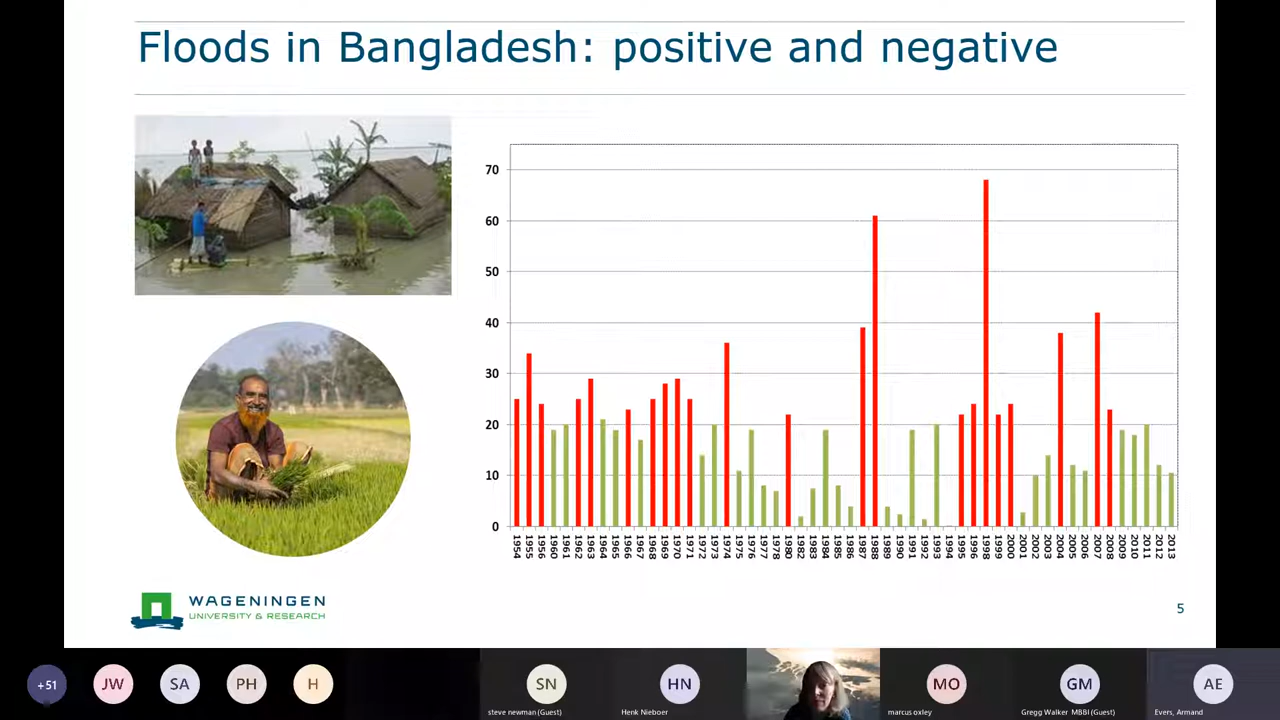 Floods in Bangladesh: positive and negative
70
60
50
40
30
20
10
0
1954 1955 1956 1960 1961 1962 1963 1964 1965 1966 1967 1968 1969 1970 1971 1972 1973 1974 1975 1976 1977 1978 1980 1982 1983 1984 1985 1986 1987 1988 1989 1990 1991 1992 1993 1994 1995 1996 1998 1999 2000 2001 2002 2003 2004 2005 2006 2007 2008 2009 2010 2011 2012 2013
WAGENINGEN
UNIVERSITY & RESEARCH
5
+51 JW SA PH H SN HN MO GM AE
steve newman (Guest) Henk Nieboer marcus oxley Gregg Walker MBBI (Guest) Evers, Armand